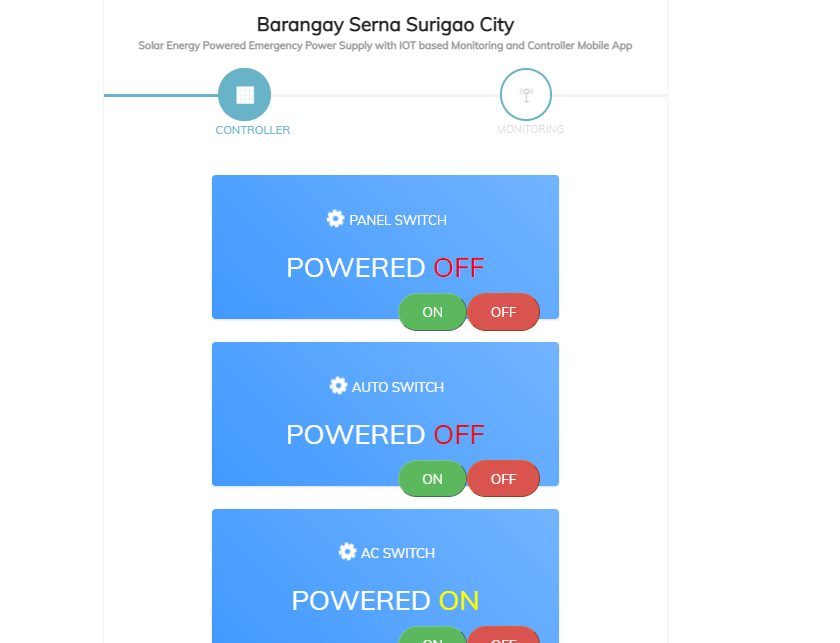 Barangay Serna Surigao City
Solar Energy Powered Emergency Power Supply with IOT based Monitoring and Controller Mobile App
CONTROLLER
MONITORING
PANEL SWITCH
POWERED OFF
ON OFF
AUTO SWITCH
POWERED OFF
ON OFF
AC SWITCH
POWERED ON
ON OFF